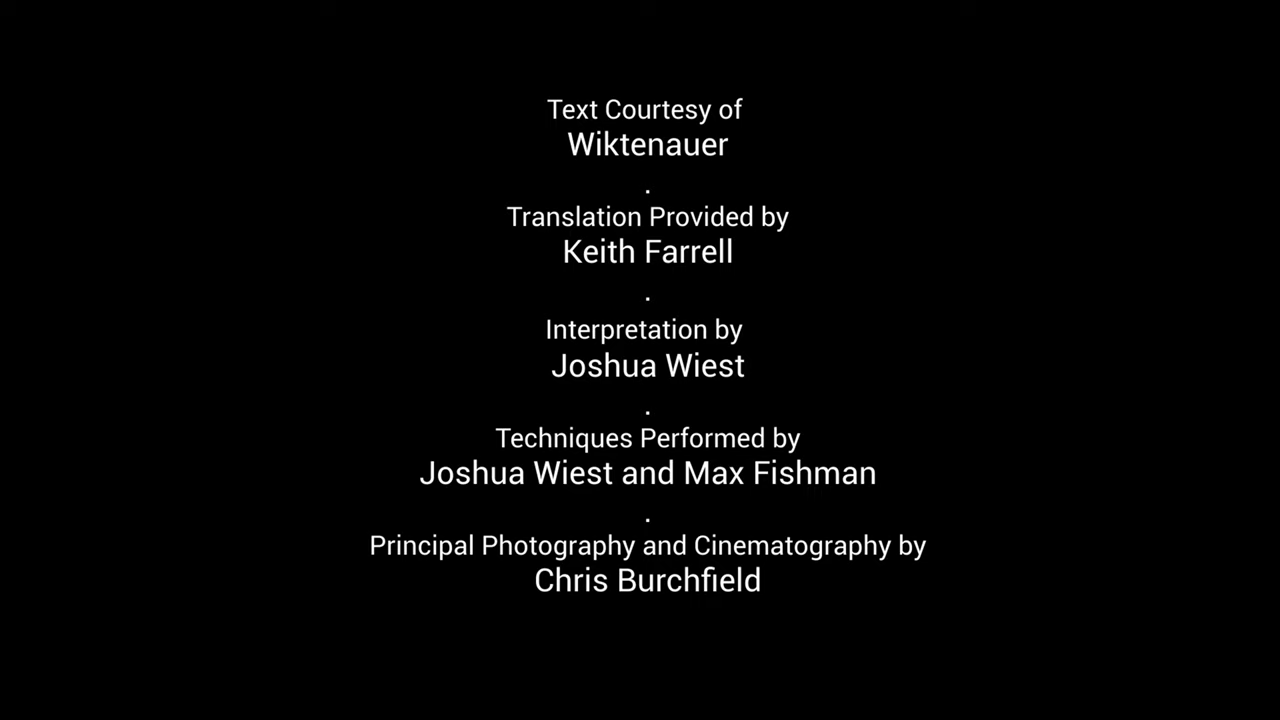 Text Courtesy of
Wiktenauer
.
Translation Provided by
Keith Farrell
.
Interpretation by
Joshua Wiest
.
Techniques Performed by
Joshua Wiest and Max Fishman
.
Principal Photography and Cinematography by
Chris Burchfield